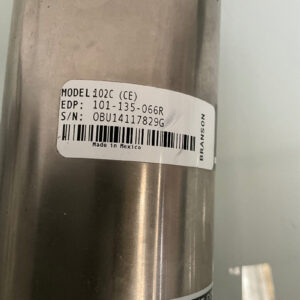 MODEL:102C (CE)
EDP: 101-135-066R
S/N: OBU14117829G
Made in Mexico
BRANSON